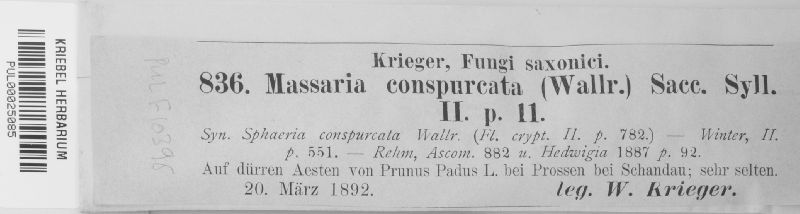 KRIEBEL HERBARIUM
PUL00025085
PUL F10398
Krieger, Fungi saxonici.
836. Massaria conspurcata (Wallr.) Sacc. Syll.
II. p. 11.
Syn. Sphaeria conspurcata Wallr. (Fl. crypt. II. p. 782.) — Winter, II.
p. 551. — Rehm, Ascom. 882 u. Hedwigia 1887 p. 92.
Auf dürren Aesten von Prunus Padus L. bei Prossen bei Schandau; sehr selten.
20. März 1892. leg. W. Krieger.